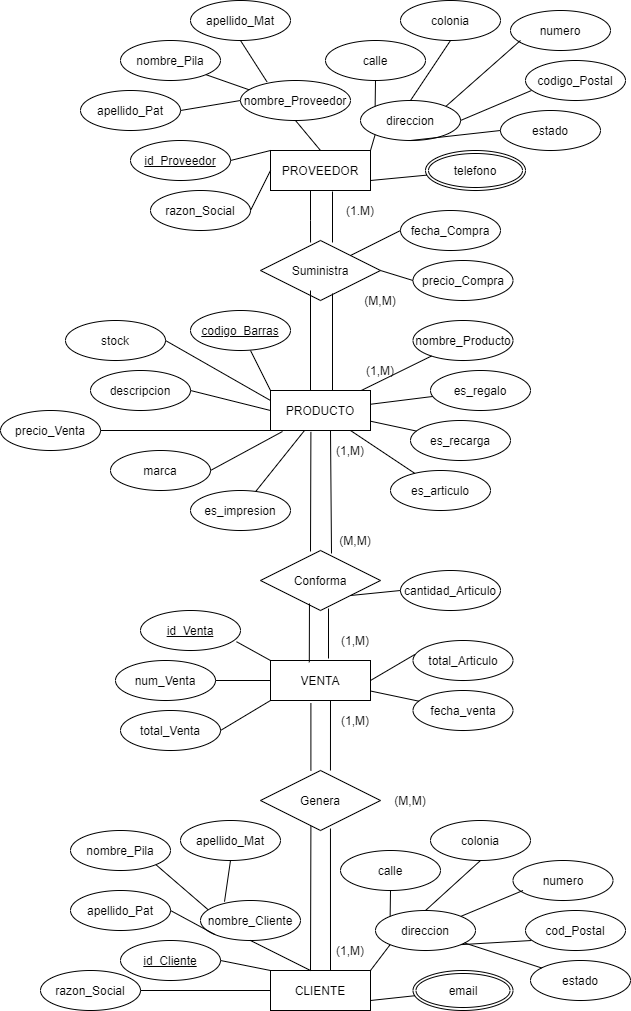 apellido_Mat
colonia
numero
nombre_Pila
calle
codigo_Postal
apellido_Pat
nombre_Proveedor
direccion
estado
id_Proveedor
PROVEEDOR
telefono
razon_Social
(1.M)
fecha_Compra
Suministra
precio_Compra
(M,M)
codigo_Barras
stock
nombre_Producto
(1,M)
descripcion
es_regalo
PRODUCTO
precio_Venta
es_recarga
(1,M)
marca
es_articulo
es_impresion
(M,M)
Conforma
cantidad_Articulo
id_Venta
(1,M)
total_Articulo
num_Venta
VENTA
fecha_venta
total_Venta
(1,M)
Genera
(M,M)
apellido_Mat
colonia
nombre_Pila
calle
numero
apellido_Pat
nombre_Cliente
direccion
cod_Postal
(1,M)
id_Cliente
estado
razon_Social
CLIENTE
email